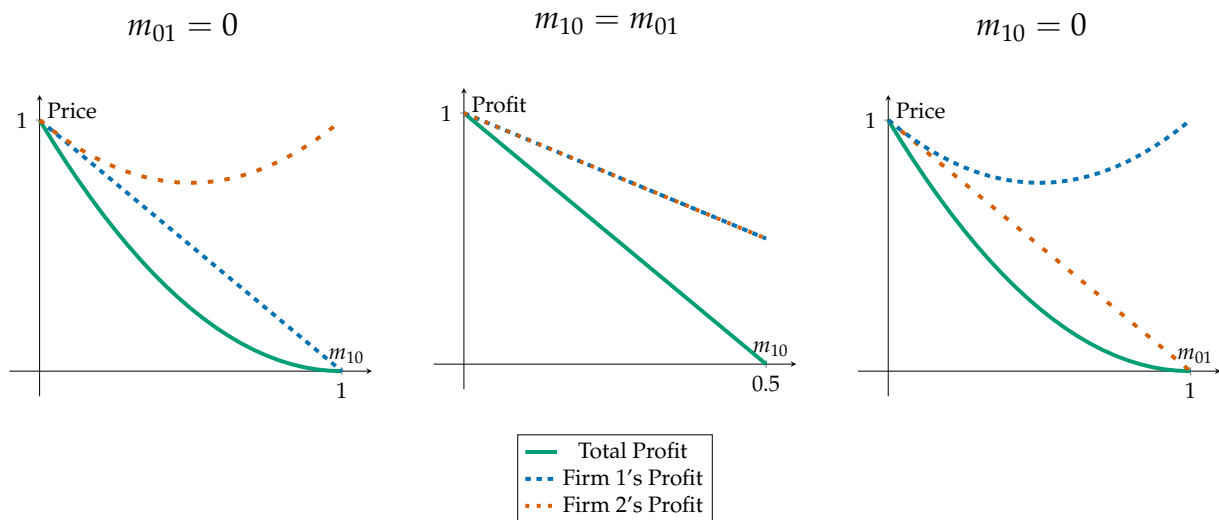 m₀₁ = 0
Price
1
m₁₀
1
m₁₀ = m₀₁
Profit
1
m₁₀
0.5
m₁₀ = 0
Price
1
m₀₁
1
Total Profit
Firm 1's Profit
Firm 2's Profit